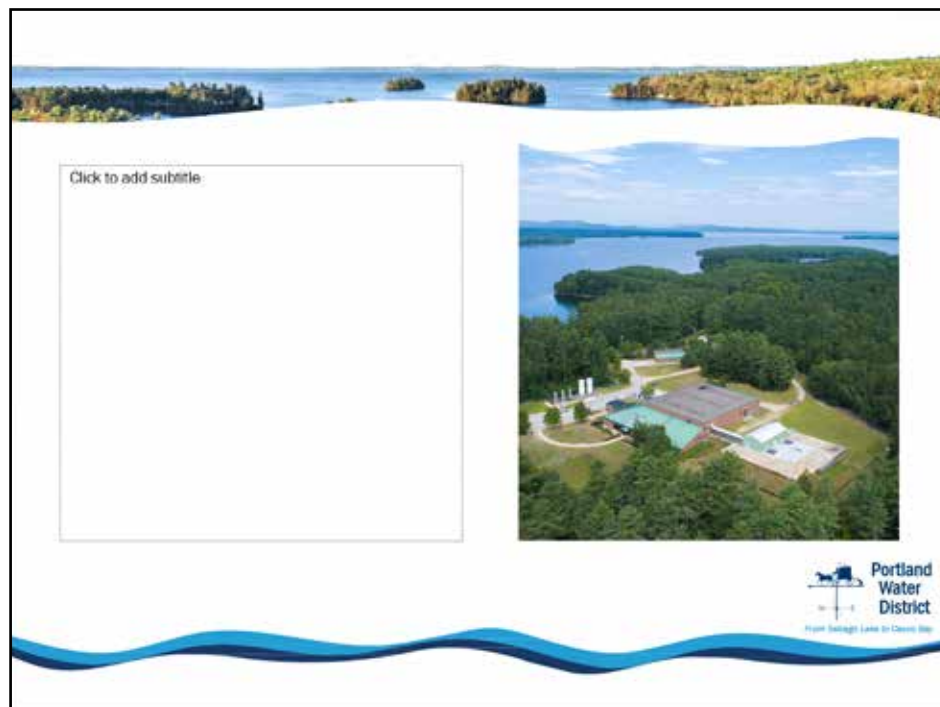 Click to add subtitle
Portland
Water
District
From Sebago Lake to Casco Bay